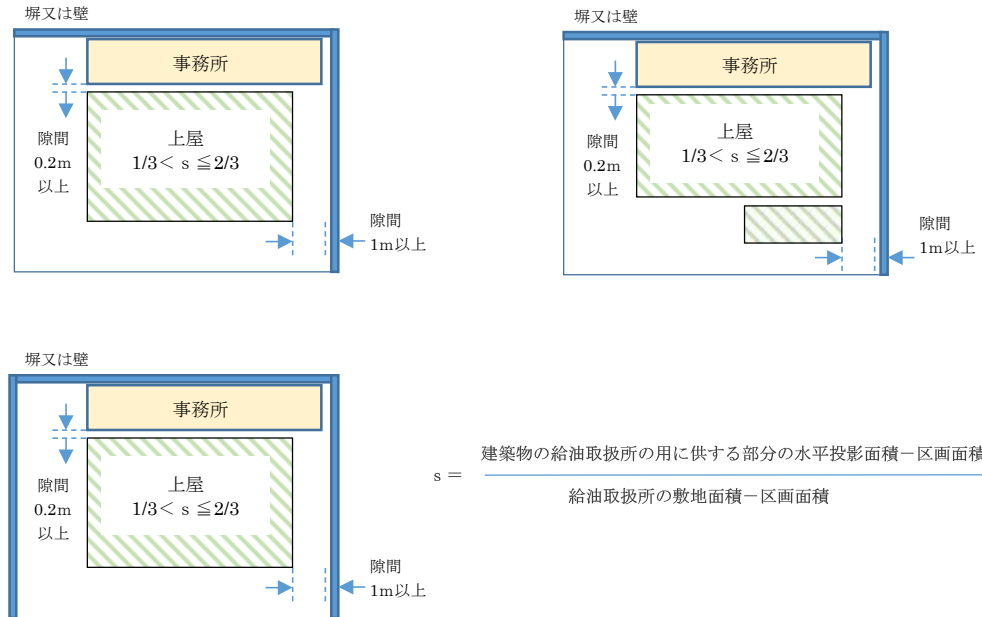 塀又は壁
事務所
上屋
1/3＜ s ≦2/3
隙間
0.2m
以上
隙間
1m以上
塀又は壁
事務所
上屋
1/3＜ s ≦2/3
隙間
0.2m
以上
隙間
1m以上
塀又は壁
事務所
上屋
1/3＜ s ≦2/3
隙間
0.2m
以上
隙間
1m以上
s ＝
建築物の給油取扱所の用に供する部分の水平投影面積－区画面積
給油取扱所の敷地面積－区画面積